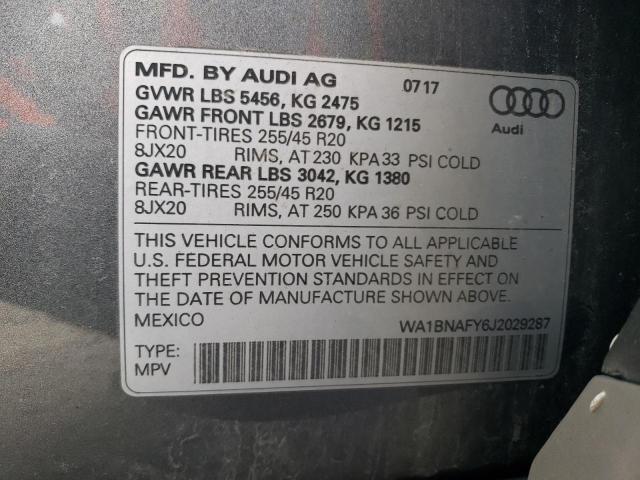 MFD. BY AUDI AG 0717
GVWR LBS 5456, KG 2475
GAWR FRONT LBS 2679, KG 1215
FRONT-TIRES 255/45 R20
8JX20 RIMS, AT 230 KPA 33 PSI COLD
GAWR REAR LBS 3042, KG 1380
REAR-TIRES 255/45 R20
8JX20 RIMS, AT 250 KPA 36 PSI COLD
Audi
THIS VEHICLE CONFORMS TO ALL APPLICABLE
U.S. FEDERAL MOTOR VEHICLE SAFETY AND
THEFT PREVENTION STANDARDS IN EFFECT ON
THE DATE OF MANUFACTURE SHOWN ABOVE.
MEXICO WA1BNAFY6J2029287
TYPE:
MPV